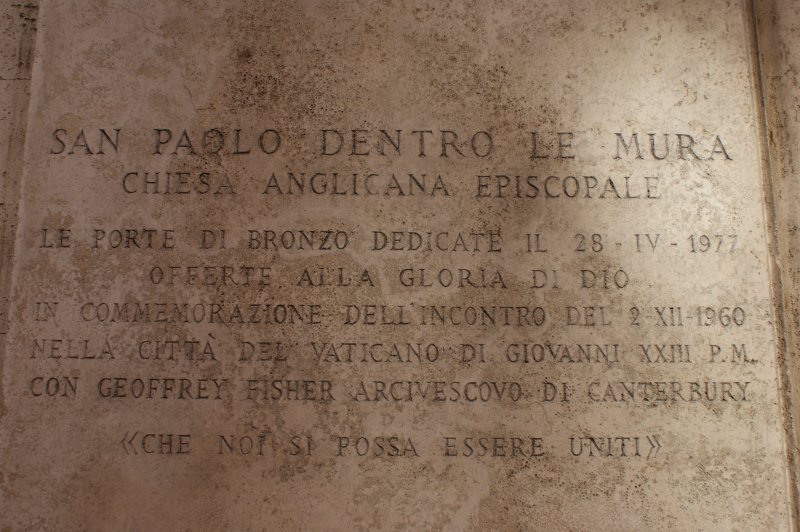 SAN PAOLO DENTRO LE MURA
CHIESA ANGLICANA EPISCOPALE
LE PORTE DI BRONZO DEDICATE IL 28-IV-1977
OFFERTE ALLA GLORIA DI DIO
IN COMMEMORAZIONE DELL'INCONTRO DEL 2-XII-1960
NELLA CITTÀ DEL VATICANO DI GIOVANNI XXIII P.M.
CON GEOFFREY FISHER ARCIVESCOVO DI CANTERBURY
«CHE NOI SI POSSA ESSERE UNITI»